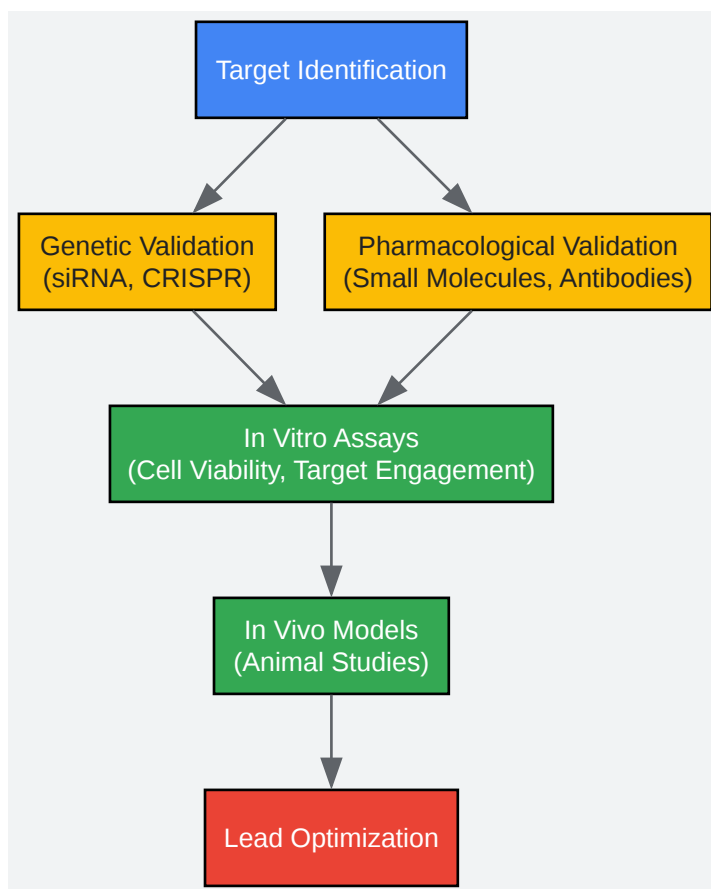 Target Identification
Genetic Validation
(siRNA, CRISPR)
Pharmacological Validation
(Small Molecules, Antibodies)
In Vitro Assays
(Cell Viability, Target Engagement)
In Vivo Models
(Animal Studies)
Lead Optimization